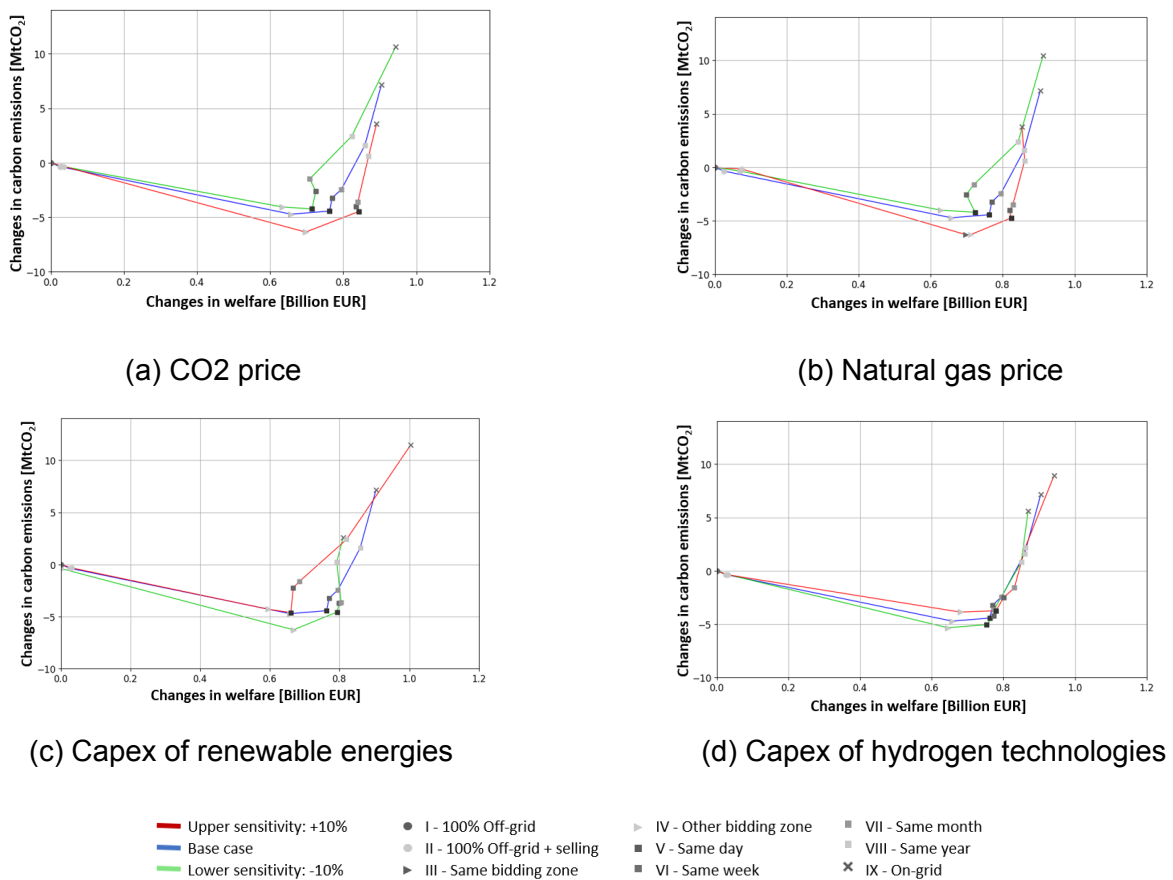 Changes in carbon emissions [MtCO₂]
10
5
0
−5
−10
0.0 0.2 0.4 0.6 0.8 1.0 1.2
Changes in welfare [Billion EUR]
(a) CO2 price
Changes in carbon emissions [MtCO₂]
10
5
0
−5
−10
0.0 0.2 0.4 0.6 0.8 1.0 1.2
Changes in welfare [Billion EUR]
(b) Natural gas price
Changes in carbon emissions [MtCO₂]
10
5
0
−5
−10
0.0 0.2 0.4 0.6 0.8 1.0 1.2
Changes in welfare [Billion EUR]
(c) Capex of renewable energies
Changes in carbon emissions [MtCO₂]
10
5
0
−5
−10
0.0 0.2 0.4 0.6 0.8 1.0 1.2
Changes in welfare [Billion EUR]
(d) Capex of hydrogen technologies
Upper sensitivity: +10%
Base case
Lower sensitivity: -10%
I - 100% Off-grid
II - 100% Off-grid + selling
III - Same bidding zone
IV - Other bidding zone
V - Same day
VI - Same week
VII - Same month
VIII - Same year
IX - On-grid